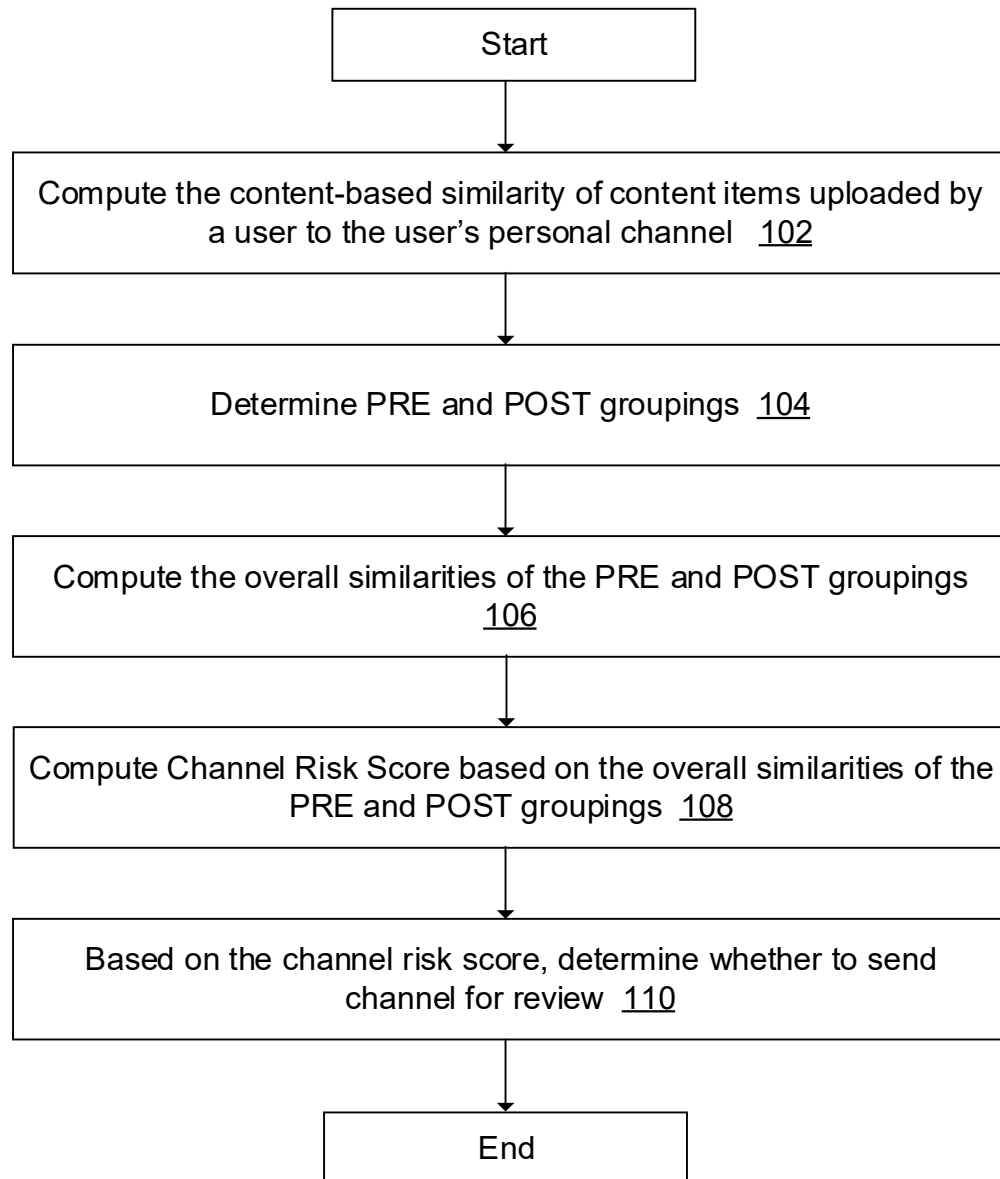 Start
Compute the content-based similarity of content items uploaded by
a user to the user’s personal channel 102
Determine PRE and POST groupings 104
Compute the overall similarities of the PRE and POST groupings
106
Compute Channel Risk Score based on the overall similarities of the
PRE and POST groupings 108
Based on the channel risk score, determine whether to send
channel for review 110
End